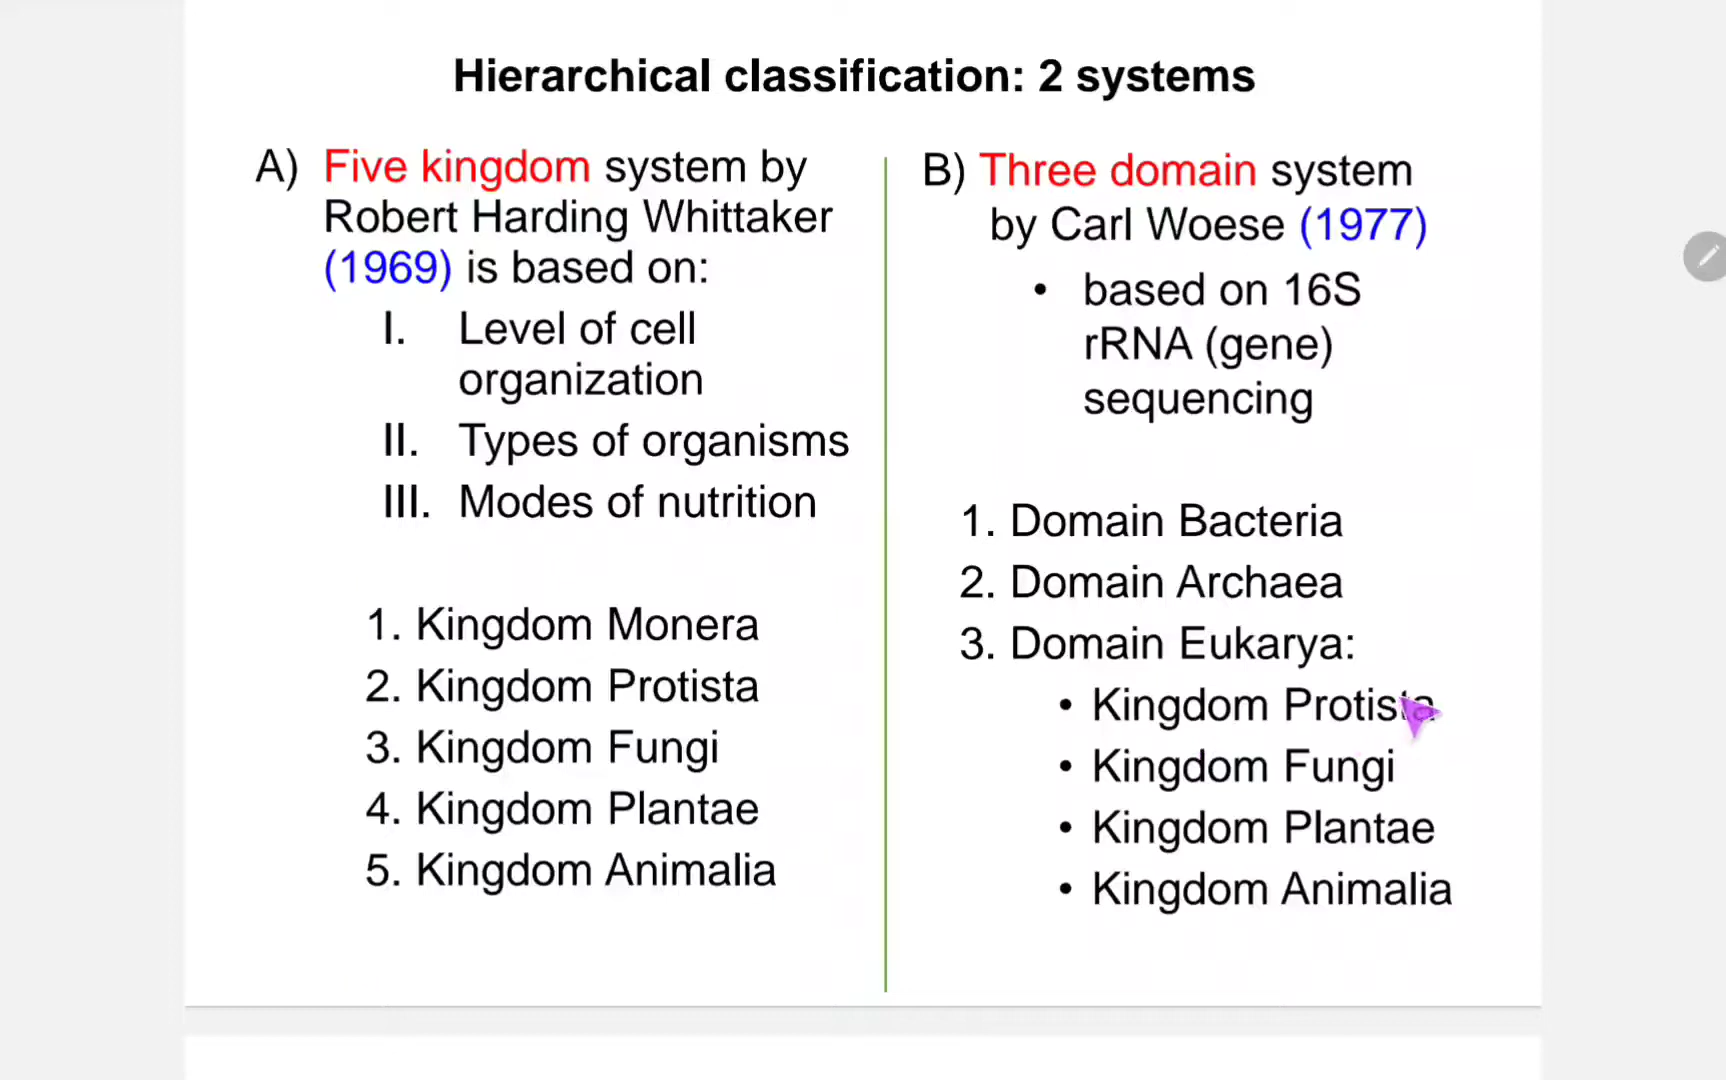 Hierarchical classification: 2 systems
A) Five kingdom system by
Robert Harding Whittaker
(1969) is based on:
I. Level of cell
organization
II. Types of organisms
III. Modes of nutrition
1. Kingdom Monera
2. Kingdom Protista
3. Kingdom Fungi
4. Kingdom Plantae
5. Kingdom Animalia
B) Three domain system
by Carl Woese (1977)
• based on 16S
rRNA (gene)
sequencing
1. Domain Bacteria
2. Domain Archaea
3. Domain Eukarya:
• Kingdom Protista
• Kingdom Fungi
• Kingdom Plantae
• Kingdom Animalia